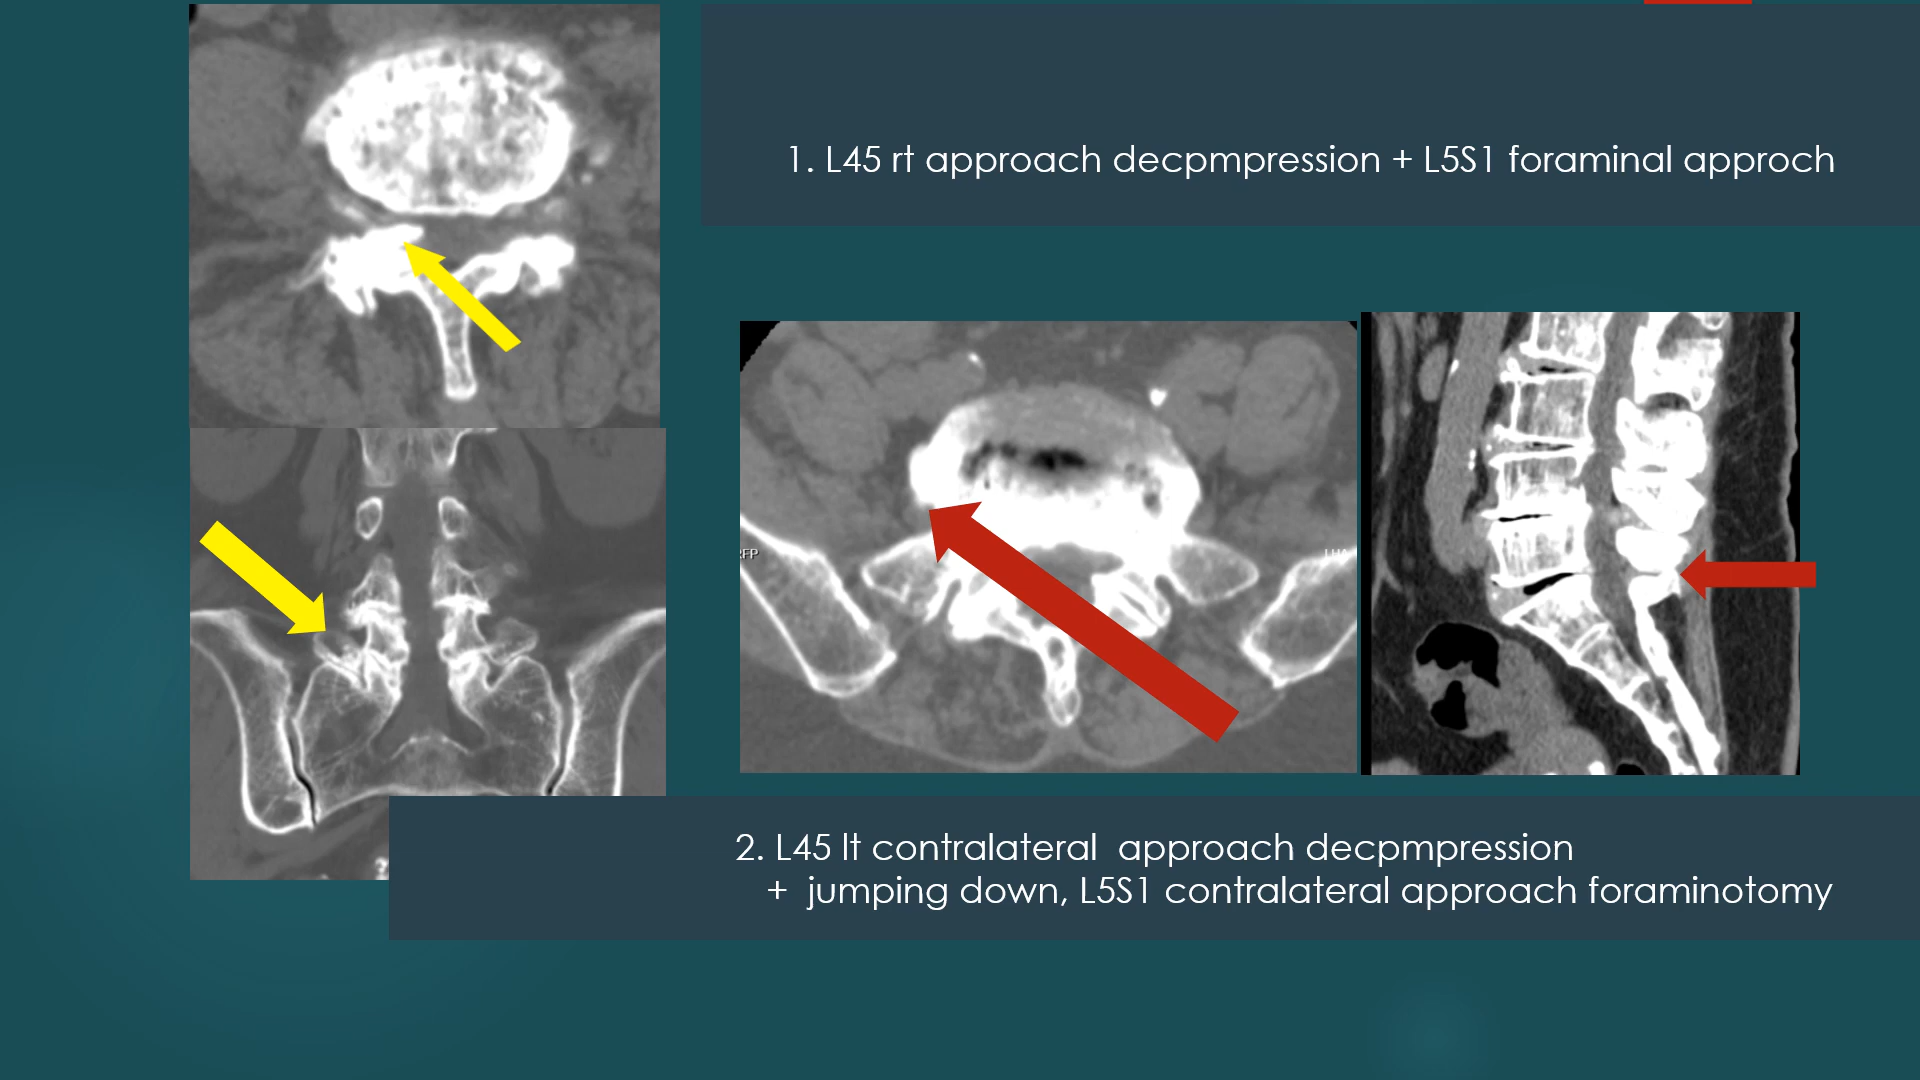 1. L45 rt approach decpmpression + L5S1 foraminal approch
2. L45 lt contralateral approach decpmpression
+ jumping down, L5S1 contralateral approach foraminotomy